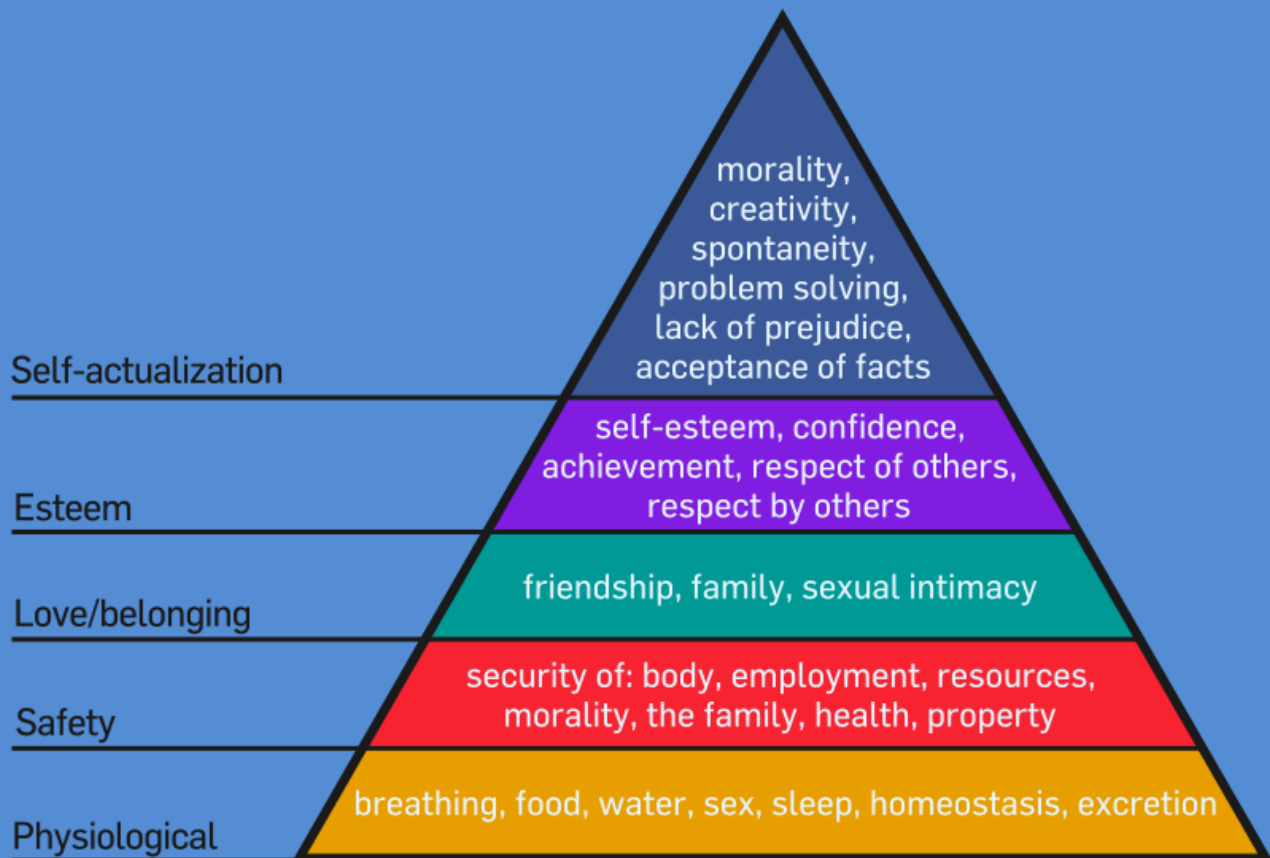 morality,
creativity,
spontaneity,
problem solving,
lack of prejudice,
acceptance of facts
Self-actualization
self-esteem, confidence,
achievement, respect of others,
respect by others
Esteem
friendship, family, sexual intimacy
Love/belonging
security of: body, employment, resources,
morality, the family, health, property
Safety
breathing, food, water, sex, sleep, homeostasis, excretion
Physiological